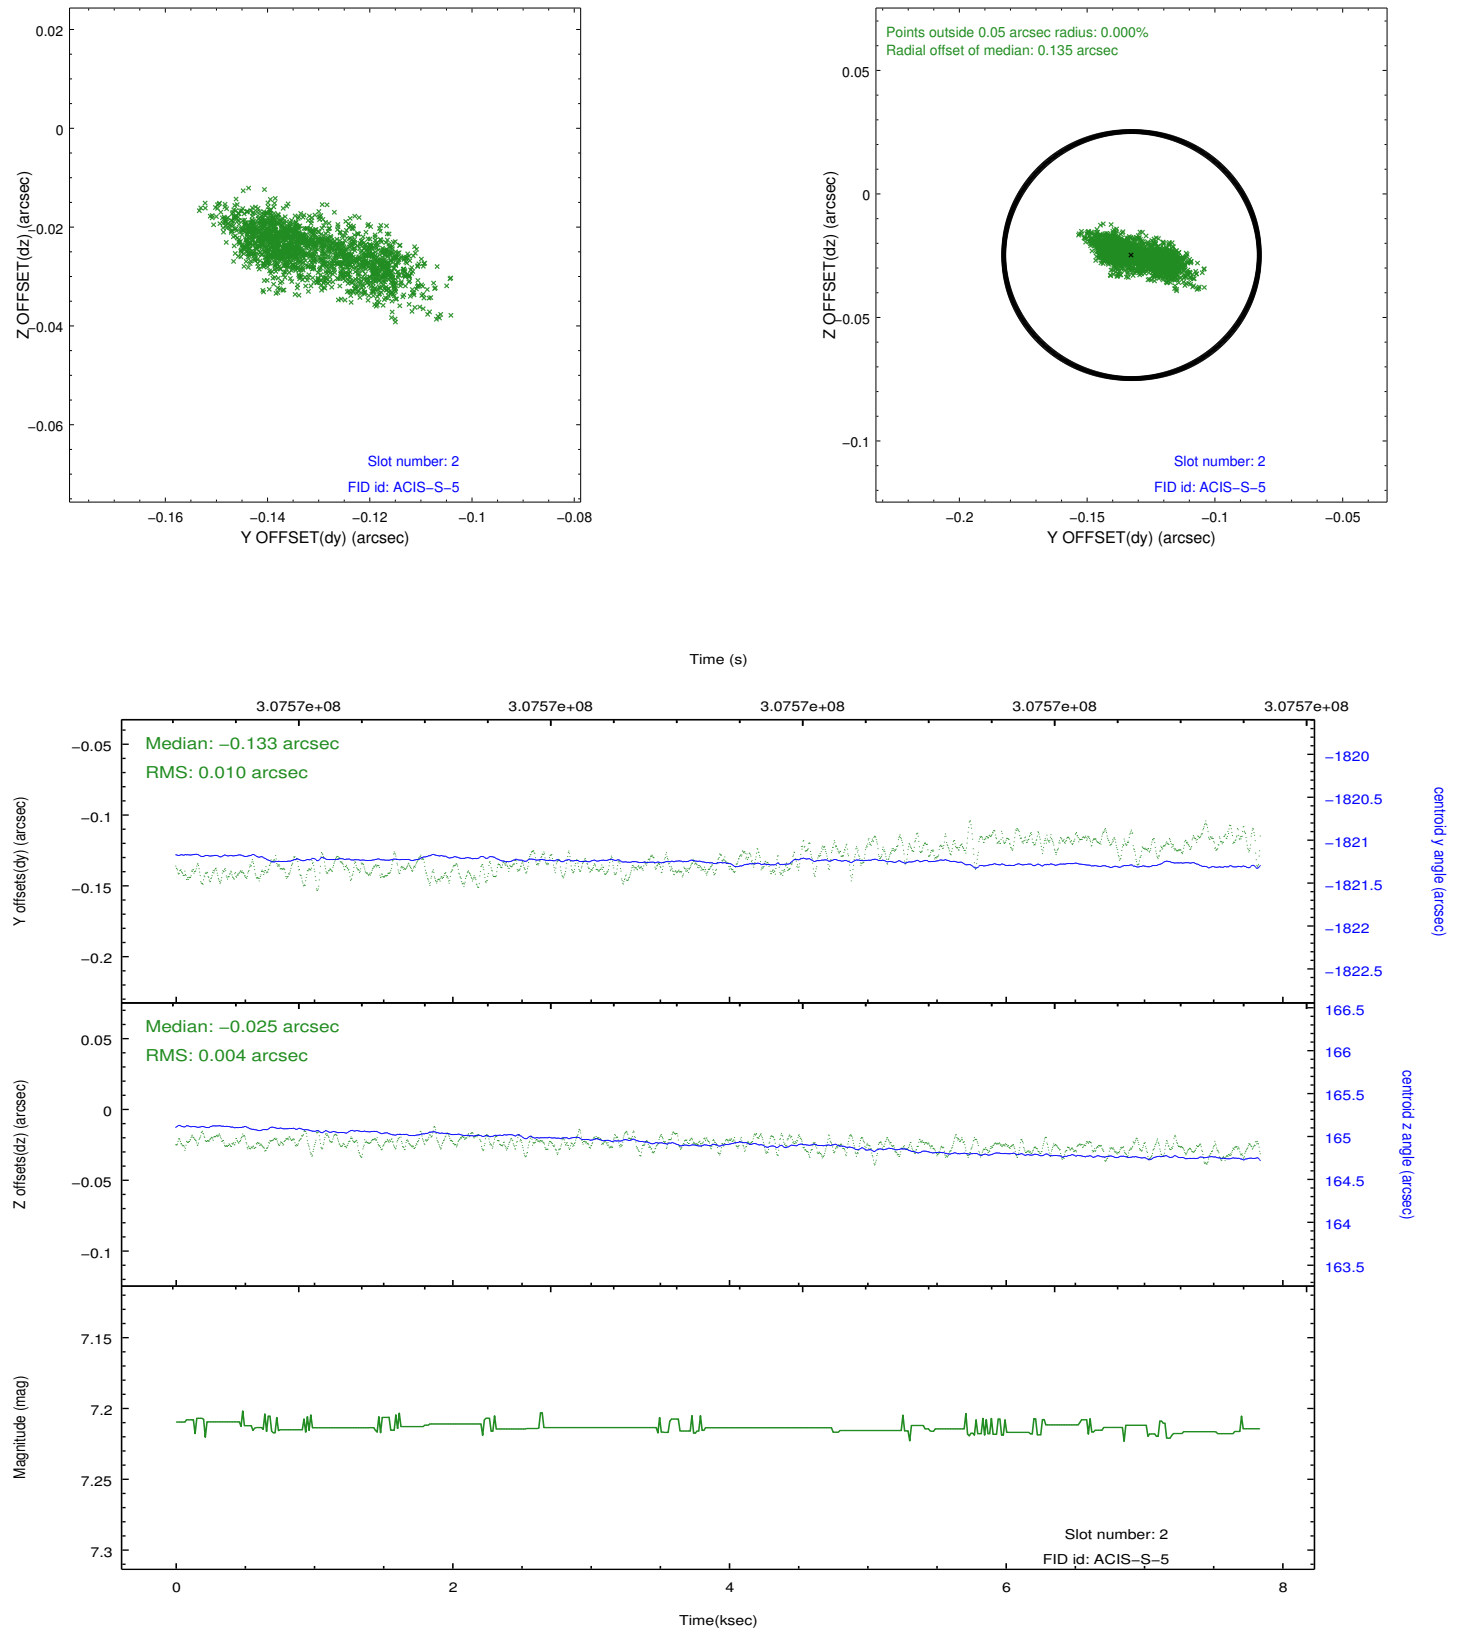 0.02
0
−0.02
−0.04
−0.06
Z OFFSET(dz) (arcsec)
Slot number: 2
FID id: ACIS−S−5
−0.16 −0.14 −0.12 −0.1 −0.08
Y OFFSET(dy) (arcsec)
Points outside 0.05 arcsec radius: 0.000%
Radial offset of median: 0.135 arcsec
0.05
0
−0.05
−0.1
Z OFFSET(dz) (arcsec)
Slot number: 2
FID id: ACIS−S−5
−0.2 −0.15 −0.1 −0.05
Y OFFSET(dy) (arcsec)
Time (s)
3.0757e+08 3.0757e+08 3.0757e+08 3.0757e+08 3.0757e+08
Median: −0.133 arcsec
RMS: 0.010 arcsec
−0.05
−0.1
−0.15
−0.2
Y offsets(dy) (arcsec)
−1820
−1820.5
−1821
−1821.5
−1822
−1822.5
centroid y angle (arcsec)
Median: −0.025 arcsec
RMS: 0.004 arcsec
0.05
0
−0.05
−0.1
Z offsets(dz) (arcsec)
166.5
166
165.5
165
164.5
164
163.5
centroid z angle (arcsec)
7.15
7.2
7.25
7.3
Magnitude (mag)
Slot number: 2
FID id: ACIS−S−5
0 2 4 6 8
Time(ksec)